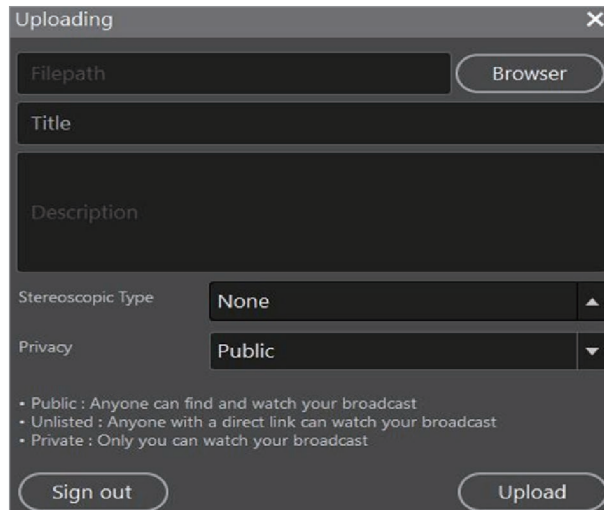 Uploading
Filepath
Browser
Title
Description
Stereoscopic Type None
Privacy Public
• Public : Anyone can find and watch your broadcast
• Unlisted : Anyone with a direct link can watch your broadcast
• Private : Only you can watch your broadcast
Sign out Upload